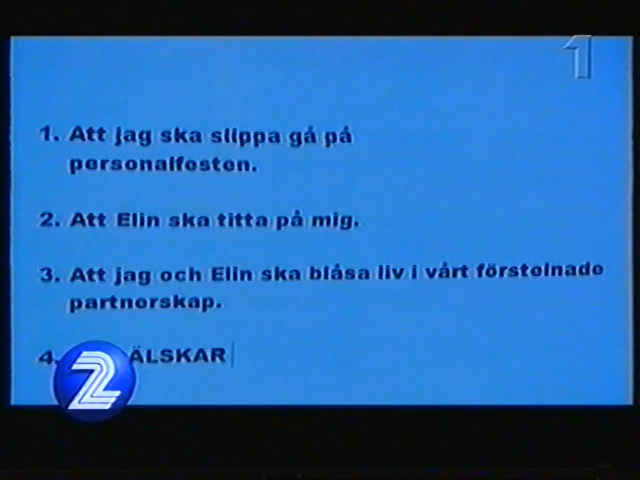 1
1. Att jag ska slippa gå på
personalfesten.
2. Att Elin ska titta på mig.
3. Att jag och Elin ska blåsa liv i vårt förstelnade
partnerskap.
4. ÄLSKAR
2